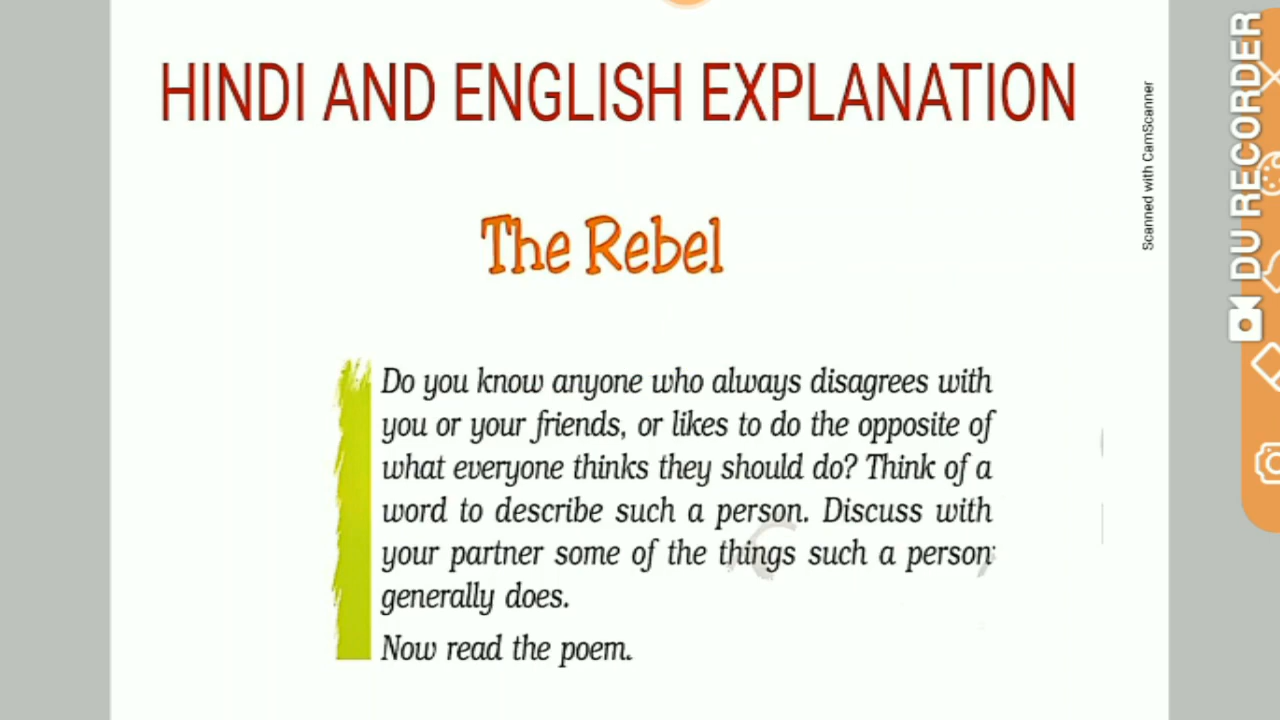 HINDI AND ENGLISH EXPLANATION
The Rebel
Do you know anyone who always disagrees with
you or your friends, or likes to do the opposite of
what everyone thinks they should do? Think of a
word to describe such a person. Discuss with
your partner some of the things such a person
generally does.
Now read the poem.
Scanned with CamScanner
DU RECORDER